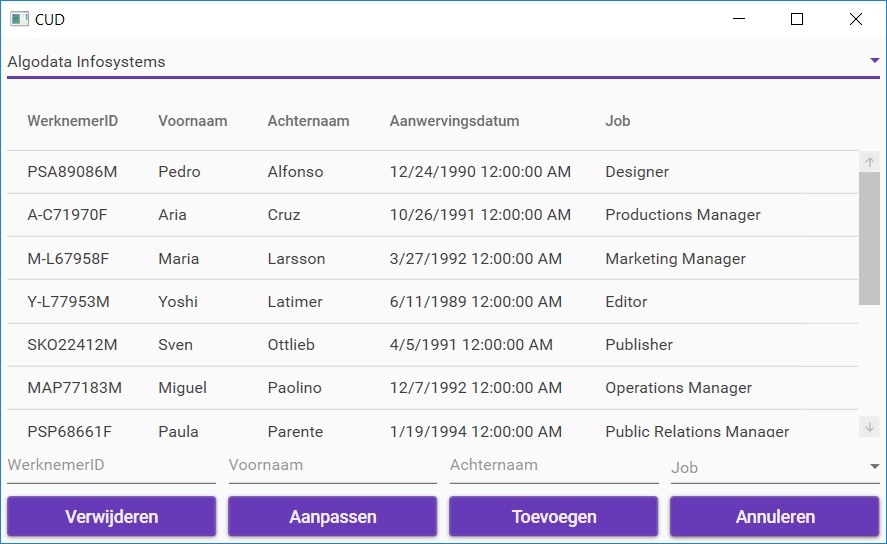 CUD
Algodata Infosystems
WerknemerID Voornaam Achternaam Aanwervingsdatum Job
PSA89086M Pedro Alfonso 12/24/1990 12:00:00 AM Designer
A-C71970F Aria Cruz 10/26/1991 12:00:00 AM Productions Manager
M-L67958F Maria Larsson 3/27/1992 12:00:00 AM Marketing Manager
Y-L77953M Yoshi Latimer 6/11/1989 12:00:00 AM Editor
SKO22412M Sven Ottlieb 4/5/1991 12:00:00 AM Publisher
MAP77183M Miguel Paolino 12/7/1992 12:00:00 AM Operations Manager
PSP68661F Paula Parente 1/19/1994 12:00:00 AM Public Relations Manager
WerknemerID Voornaam Achternaam Job
Verwijderen Aanpassen Toevoegen Annuleren